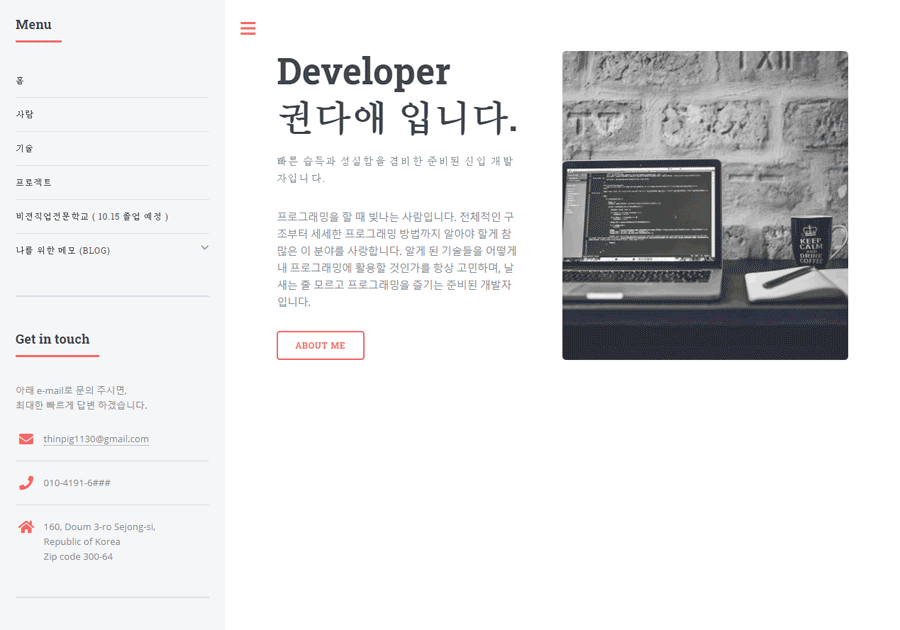 Menu
홈
사람
기술
프로젝트
비젼직업전문학교 ( 10.15 졸업 예정 )
나를 위한 메모 (BLOG)
Get in touch
아래 e-mail로 문의 주시면,
최대한 빠르게 답변 하겠습니다.
thinpig1130@gmail.com
010-4191-6###
160, Doum 3-ro Sejong-si,
Republic of Korea
Zip code 300-64
Developer
권다애 입니다.
빠른 습득과 성실함을 겸비한 준비된 신입 개발
자입니다.
프로그래밍을 할 때 빛나는 사람입니다. 전체적인 구
조부터 세세한 프로그래밍 방법까지 알아야 할게 참
많은 이 분야를 사랑합니다. 알게 된 기술들을 어떻게
내 프로그래밍에 활용할 것인가를 항상 고민하며, 날
새는 줄 모르고 프로그래밍을 즐기는 준비된 개발자
입니다.
ABOUT ME
KEEP
CALM
AND
DRINK
COFFEE